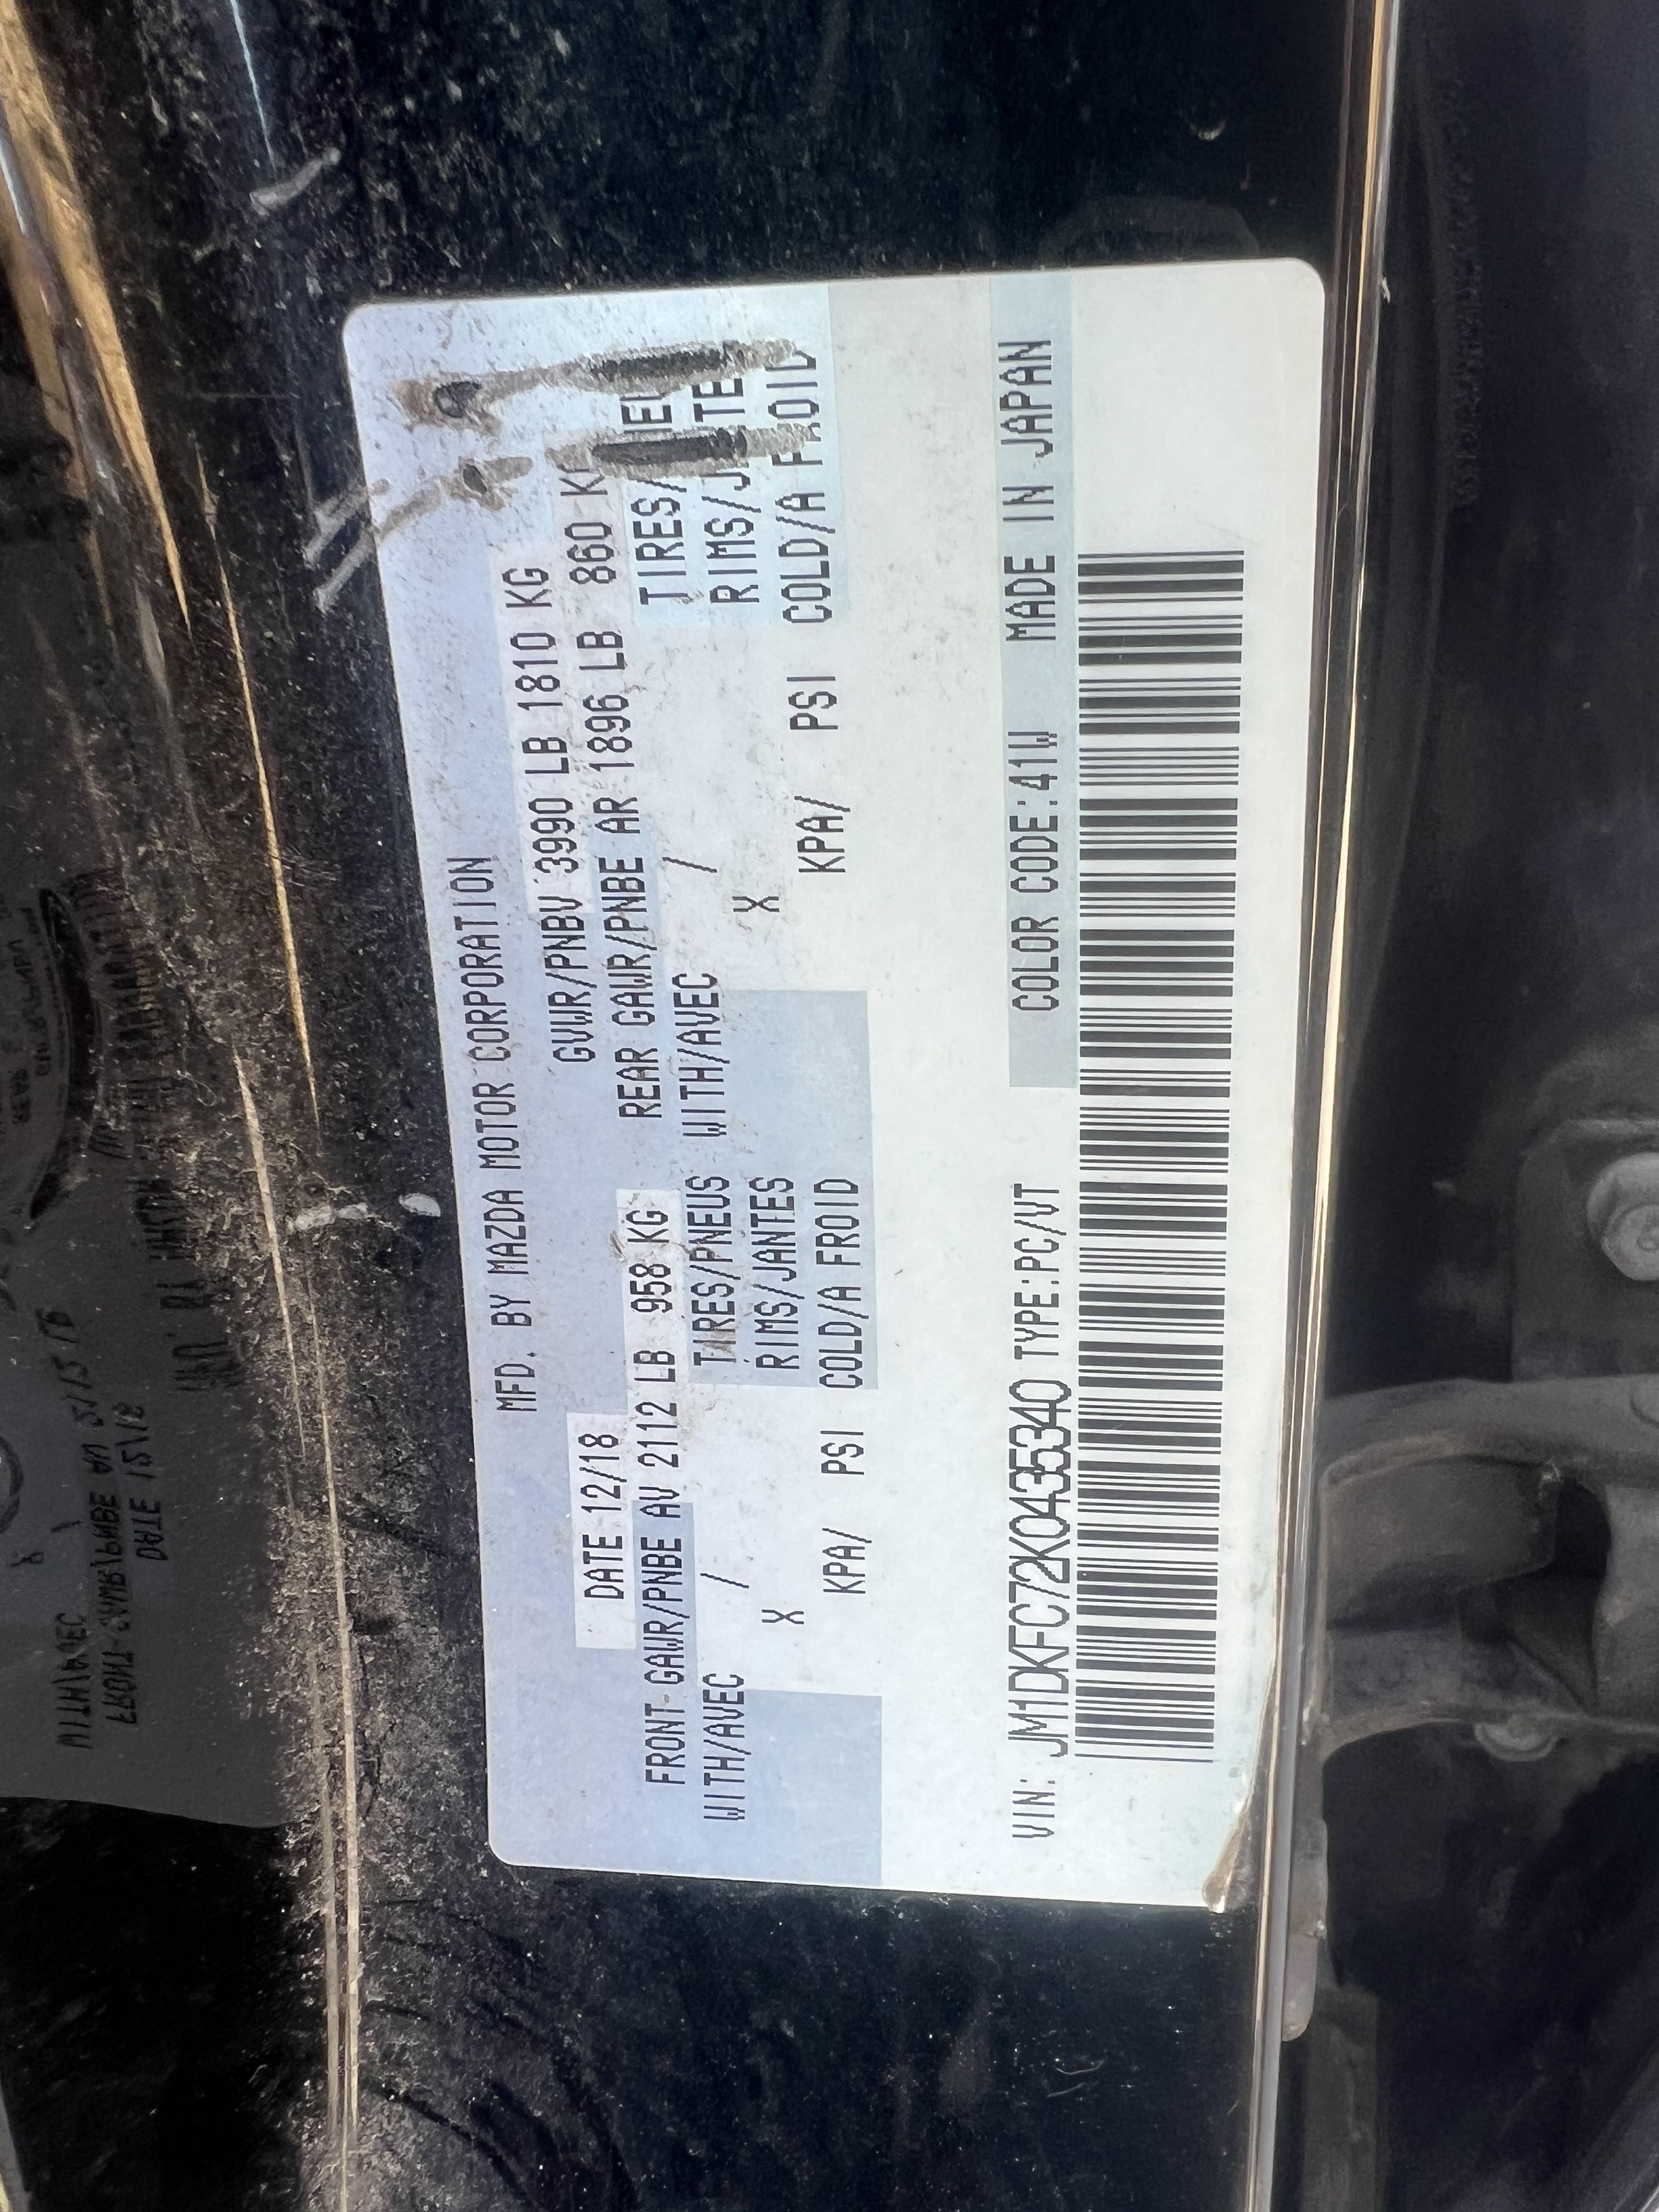 MFD. BY MAZDA MOTOR CORPORATION
DATE 12/18 GVWR/PNBV 3990 LB 1810 KG
FRONT GAWR/PNBE AV 2112 LB 958 KG REAR GAWR/PNBE AR 1896 LB 860 KG
WITH/AVEC / TIRES/PNEUS WITH/AVEC / TIRES/
X RIMS/JANTES X RIMS/
KPA/ PSI COLD/A FROID KPA/ PSI COLD/A FROID
VIN: JM1DKFC72K0435340 TYPE:PC/VT COLOR CODE:41W MADE IN JAPAN